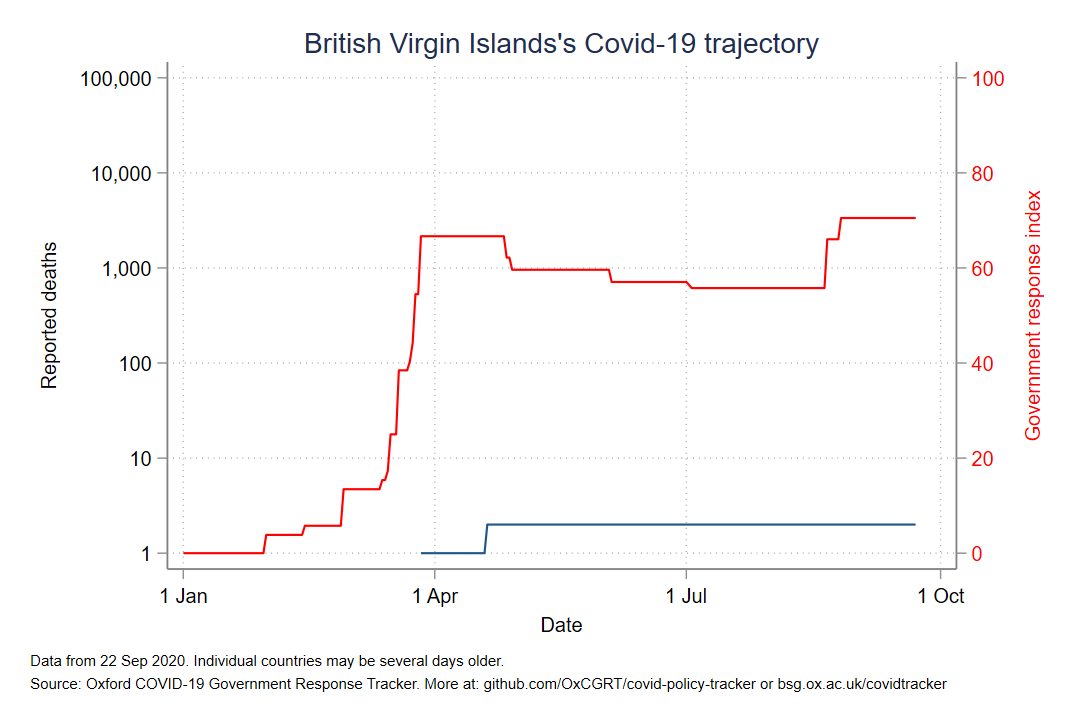 British Virgin Islands's Covid-19 trajectory
100,000
10,000
1,000
100
10
1
Reported deaths
100
80
60
40
20
0
Government response index
1 Jan
1 Apr
1 Jul
1 Oct
Date
Data from 22 Sep 2020. Individual countries may be several days older.
Source: Oxford COVID-19 Government Response Tracker. More at: github.com/OxCGRT/covid-policy-tracker or bsg.ox.ac.uk/covidtracker